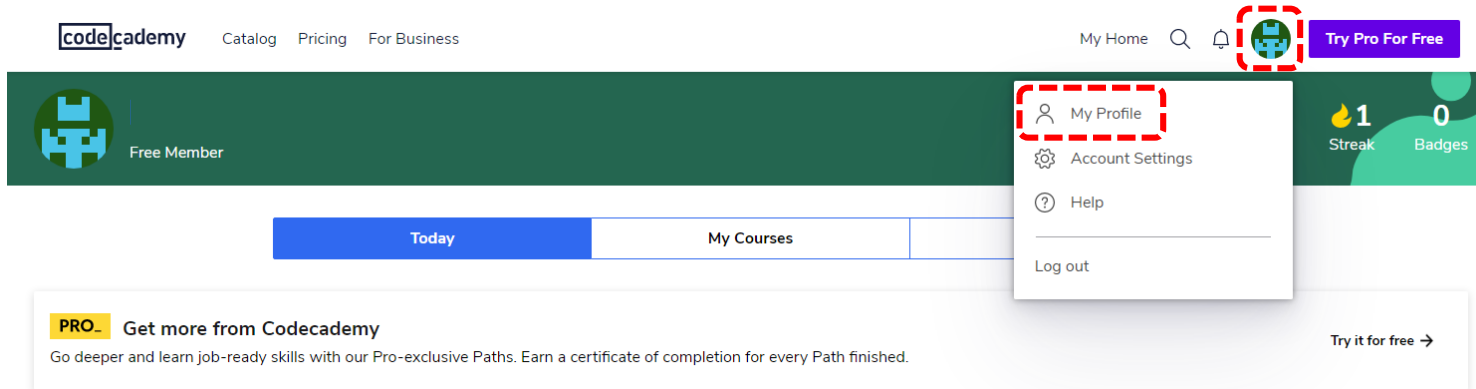 codecademy Catalog Pricing For Business My Home Try Pro For Free
Free Member
My Profile
Account Settings
Help
Log out
1 0
Streak Badges
Today My Courses
PRO_ Get more from Codecademy
Go deeper and learn job-ready skills with our Pro-exclusive Paths. Earn a certificate of completion for every Path finished.
Try it for free →